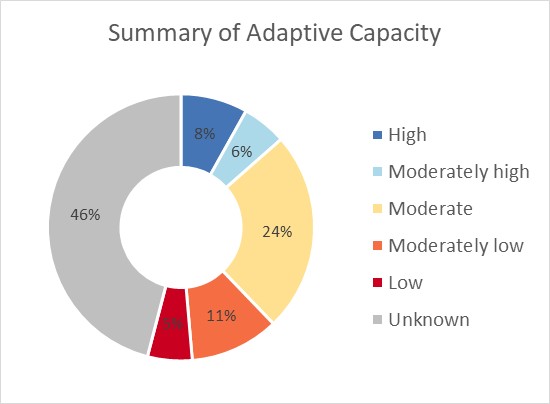 Summary of Adaptive Capacity
8%
6%
24%
11%
46%
High
Moderately high
Moderate
Moderately low
Low
Unknown